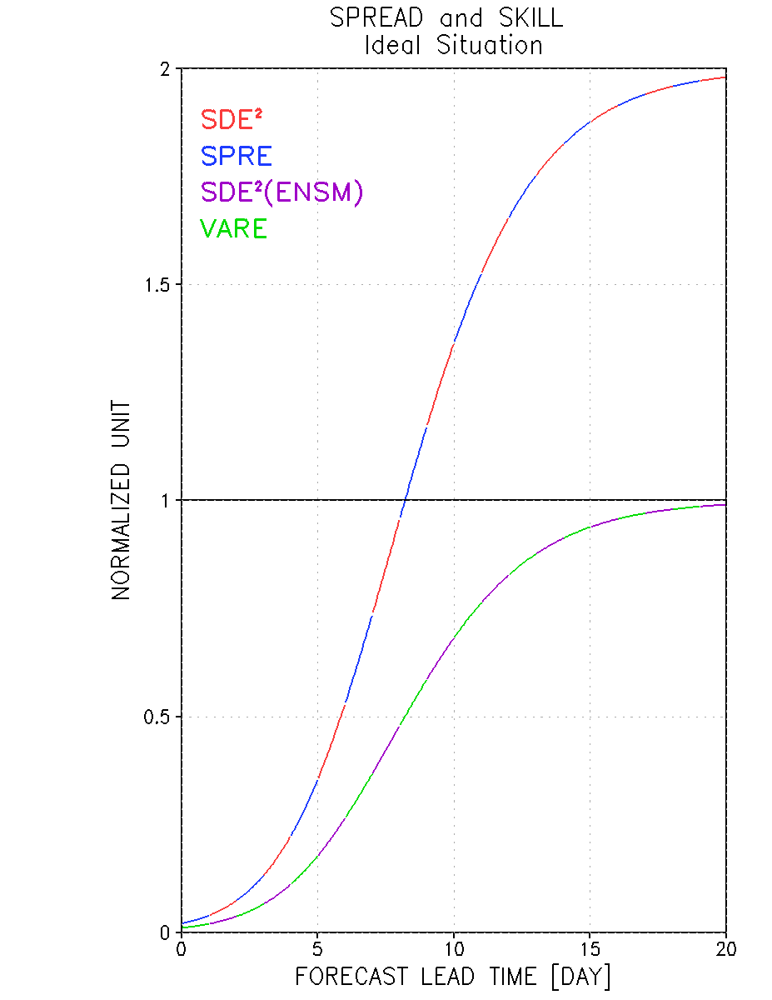 SPREAD and SKILL
Ideal Situation
SDE²
SPRE
SDE²(ENSM)
VARE
NORMALIZED UNIT
2
1.5
1
0.5
0
0 5 10 15 20
FORECAST LEAD TIME [DAY]